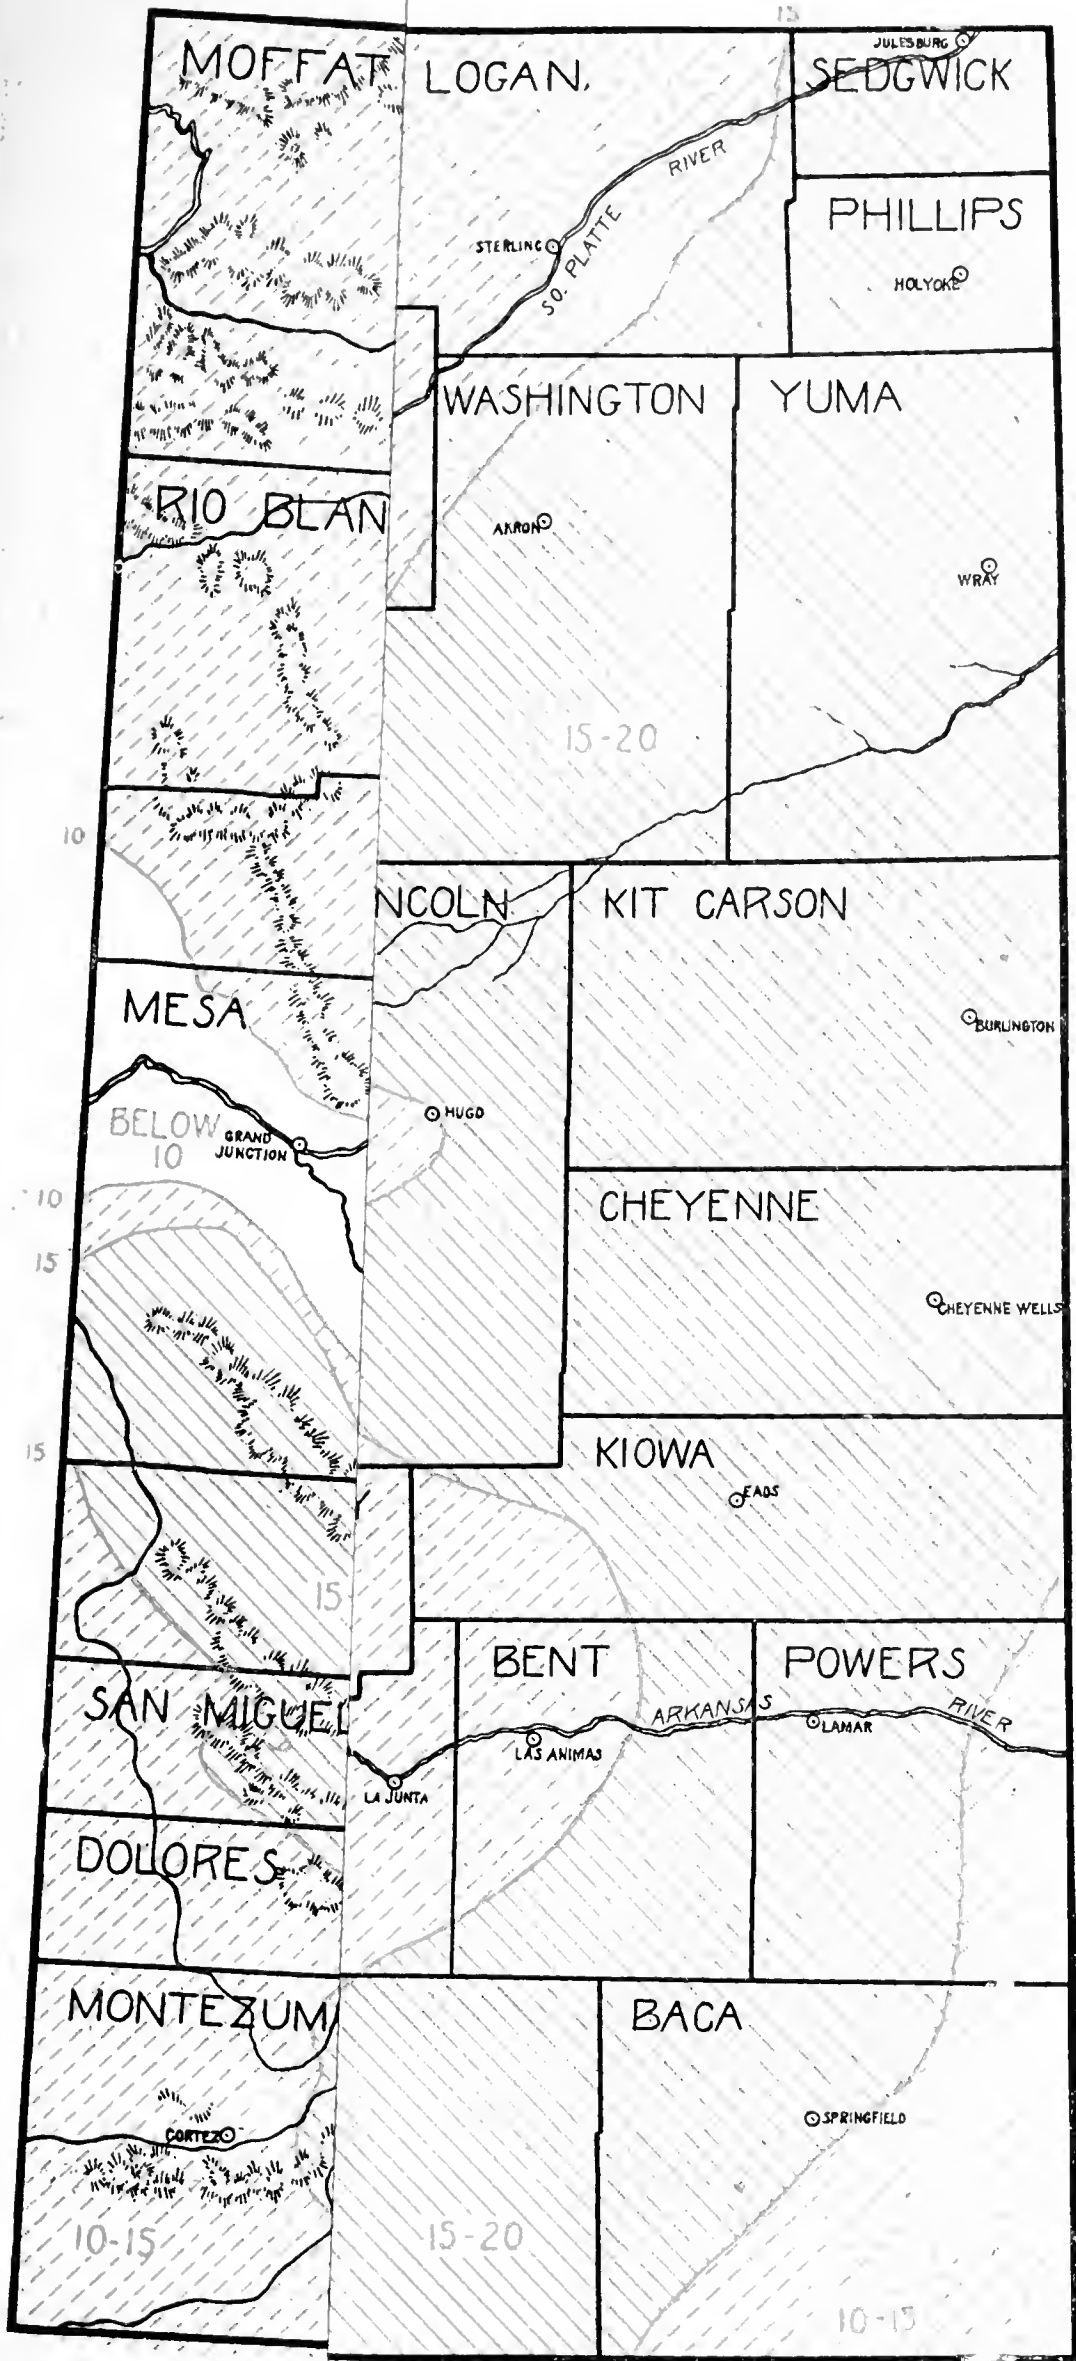 15
JULESBURG
MOFFAT
LOGAN.
SEDGWICK
RIVER
PHILLIPS
STERLING
SO. PLATTE
HOLYOKE
WASHINGTON
YUMA
RIO BLAN
AKRON
WRAY
15-20
10
NCOLN
KIT CARSON
MESA
BURLINGTON
HUGO
BELOW
10
GRAND
JUNCTION
10
CHEYENNE
15
CHEYENNE WELLS
15
KIOWA
EADS
15
BENT
POWERS
SAN MIGUEL
ARKANSAS
RIVER
LAMAR
LAS ANIMAS
LA JUNTA
DOLORES
MONTEZUMA
BACA
SPRINGFIELD
CORTEZ
10-15
15-20
10-15